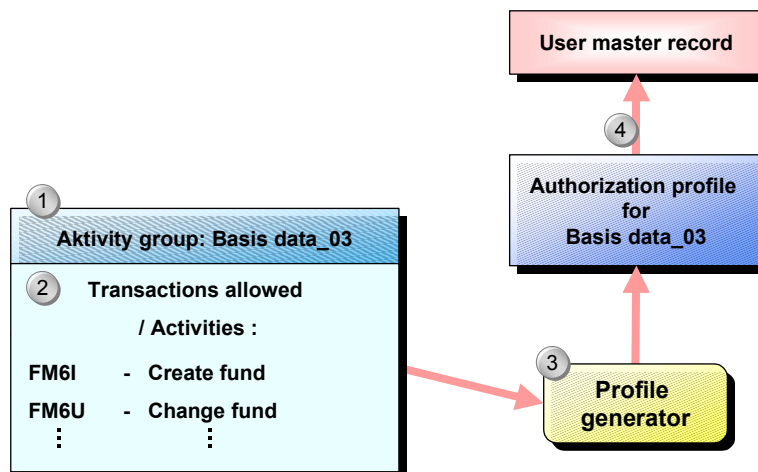 User master record
4
Authorization profile
for
Basis data_03
1
Aktivity group: Basis data_03
2 Transactions allowed
/ Activities :
FM6I - Create fund
FM6U - Change fund
3
Profile
generator